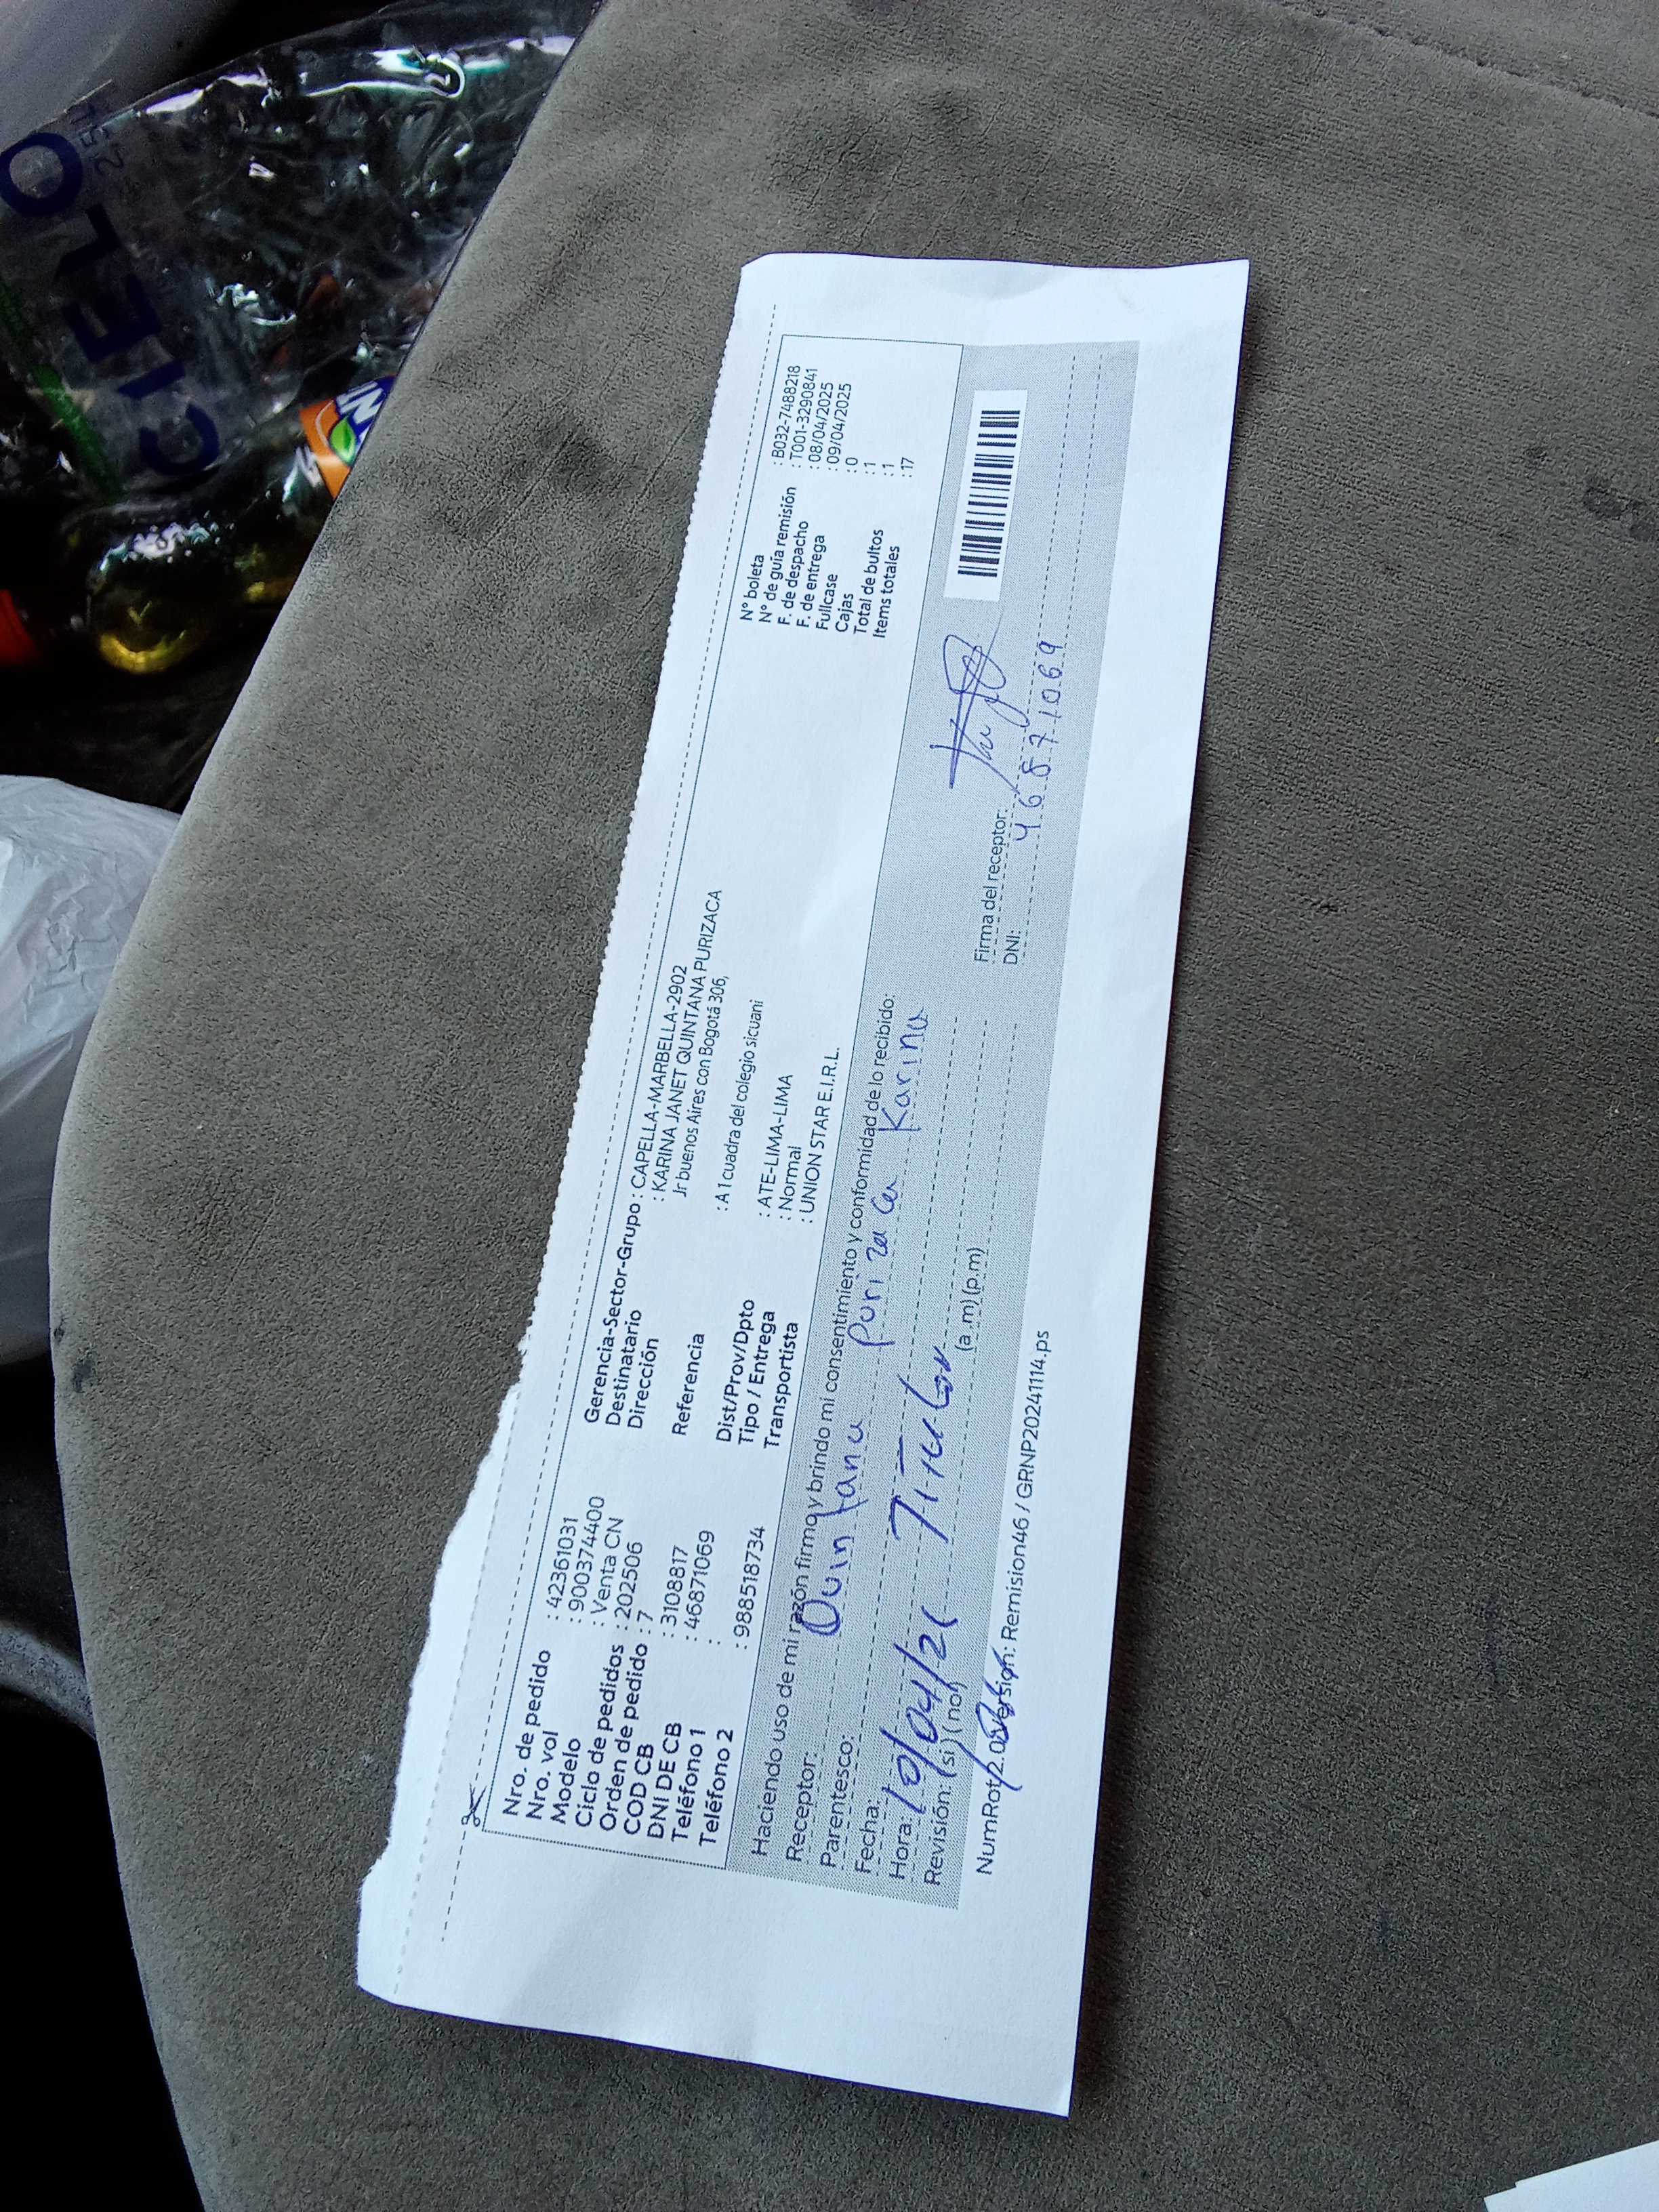 Nro. de pedido : 42361031
Nro. vol : 900374400
Modelo : Venta CN
Ciclo de pedidos : 202506
Orden de pedido : 7
COD CB : 3108817
DNI DE CB : 46871069
Teléfono 1 :
Teléfono 2 : 988518734
Gerencia-Sector-Grupo : CAPELLA-MARBELLA-2902
Destinatario : KARINA JANET QUINTANA PURIZACA
Dirección Jr buenos Aires con Bogotá 306,
Referencia : A 1 cuadra del colegio sicuani
Dist/Prov/Dpto : ATE-LIMA-LIMA
Tipo / Entrega : Normal
Transportista : UNION STAR E.I.R.L.
N° boleta : B032-7488218
N° de guía remisión : T001-3290841
F. de despacho : 08/04/2025
F. de entrega : 09/04/2025
Fullcase : 0
Cajas : 1
Total de bultos : 1
Items totales : 17
Haciendo uso de mi razón firmo y brindo mi consentimiento y conformidad de lo recibido:
Receptor: Quintana Puriza ca Karina
Parentesco: Titular
Fecha:
Hora: (a .m) (p.m)
Revisión: (si ) ( no )
Firma del receptor:
DNI: 46871069
NumRot 2.0 Versión: Remision46 / GRNP20241114.ps
CIELO